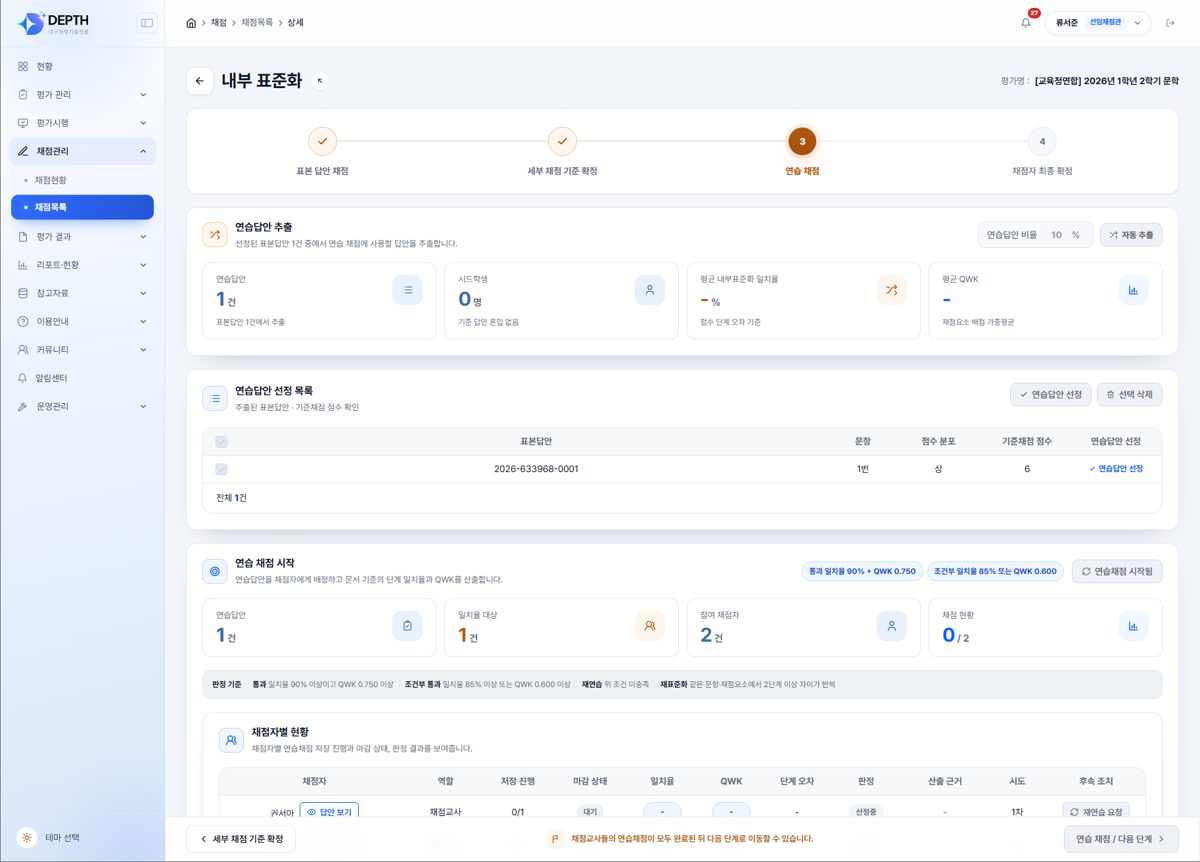 DEPTH
현황
평가 관리
평가시행
채점관리
채점현황
채점목록
평가 결과
리포트·현황
참고자료
이용안내
커뮤니티
알림센터
운영관리
테마 선택
채점 > 채점목록 > 상세
27
류서준 선임채점관
내부 표준화
평가명 : [교육청연합] 2026년 1학년 2학기 문학
3
4
표본 답안 채점
세부 채점 기준 확정
연습 채점
채점자 최종 확정
연습답안 추출
선정된 표본답안 1건 중에서 연습 채점에 사용할 답안을 추출합니다.
연습답안 비율 10 %
자동 추출
연습답안
1건
표본답안 1건에서 추출
시드학생
0명
기준 답안 혼입 없음
평균 내부표준화 일치율
- %
점수 단계 오차 기준
평균 QWK
-
채점요소 배점 가중평균
연습답안 선정 목록
추출된 표본답안 · 기준채점 점수 확인
연습답안 선정
선택 삭제
표본답안 문항 점수 분포 기준채점 점수 연습답안 선정
2026-633968-0001 1번 상 6 연습답안 선정
전체 1건
연습 채점 시작
연습답안을 채점자에게 배정하고 문서 기준의 단계 일치율과 QWK를 산출합니다.
통과 일치율 90% + QWK 0.750
조건부 일치율 85% 또는 QWK 0.600
연습채점 시작됨
연습답안
1건
일치율 대상
1건
참여 채점자
2건
채점 현황
0 / 2
판정 기준 통과 일치율 90% 이상이고 QWK 0.750 이상 조건부 통과 일치율 85% 이상 또는 QWK 0.600 이상 재연습 위 조건 미충족 재표준화 같은 문항·채점요소에서 2단계 이상 차이가 반복
채점자별 현황
채점자별 연습채점 저장 진행과 마감 상태, 판정 결과를 보여줍니다.
채점자 역할 저장 진행 마감 상태 일치율 QWK 단계 오차 판정 산출 근거 시도 후속 조치
권서아 답안 보기 채점교사 0/1 대기 - - - 산정중 - 1차 재연습 요청
세부 채점 기준 확정
채점교사들의 연습채점이 모두 완료된 뒤 다음 단계로 이동할 수 있습니다.
연습 채점 / 다음 단계